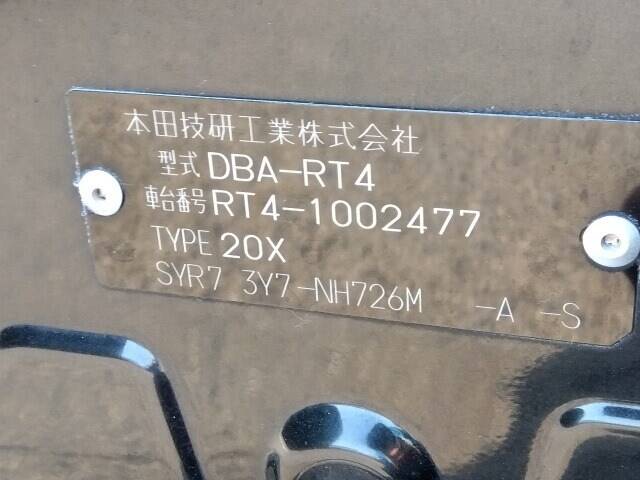 本田技研工業株式会社
型式 DBA-RT4
車台番号 RT4-1002477
TYPE 20X
SYR7 3Y7-NH726M -A -S